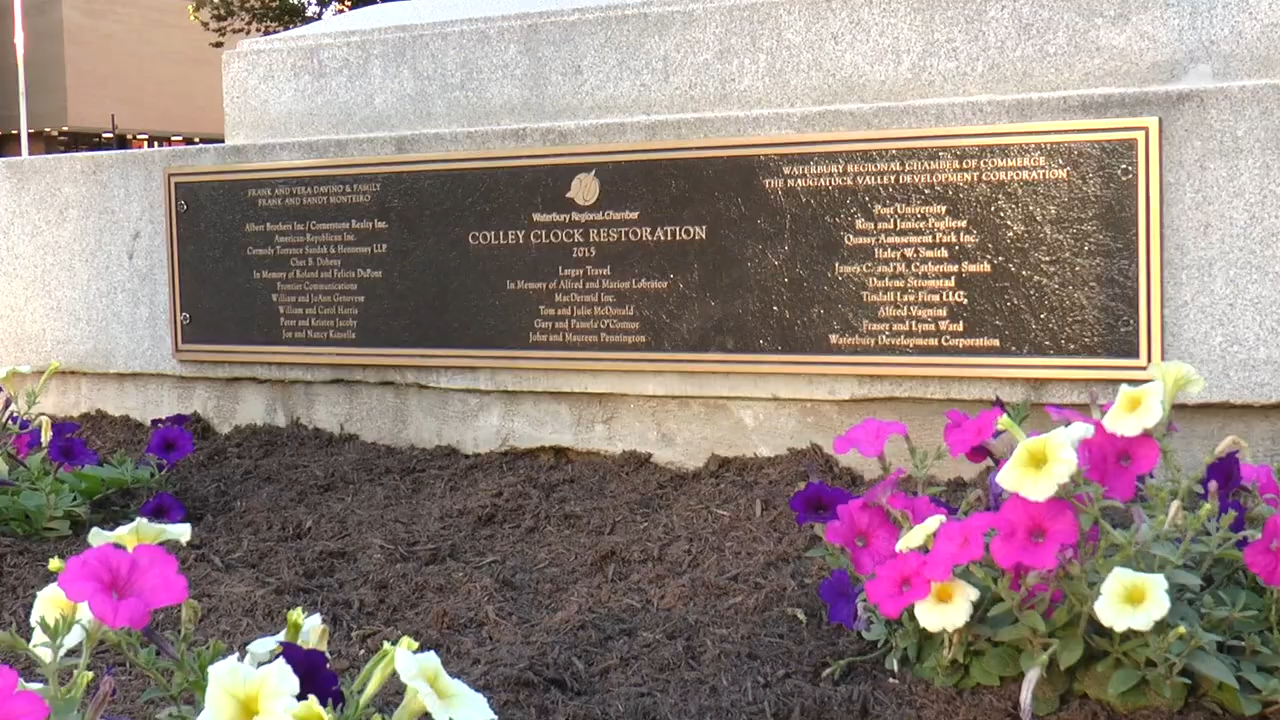 FRANK AND VERA DAVINO & FAMILY
FRANK AND SANDY MONTEIRO
Albert Brothers Inc. / Cornerstone Realty Inc.
American-Republican Inc.
Carmody Torrance Sandak & Hennessey LLP
Chet B. Doheny
In Memory of Roland and Felicia DuPont
Frontier Communications
William and JoAnn Genovese
William and Carol Harris
Peter and Kristen Jacoby
Joe and Nancy Kinsella
Waterbury Regional Chamber
COLLEY CLOCK RESTORATION
2015
Largay Travel
In Memory of Alfred and Marion Lobraico
MacDermid Inc.
Tom and Julie McDonald
Gary and Pamela O'Connor
John and Maureen Pennington
WATERBURY REGIONAL CHAMBER OF COMMERCE
THE NAUGATUCK VALLEY DEVELOPMENT CORPORATION
Post University
Ron and Janice Pugliese
Quassy Amusement Park Inc.
Haley W. Smith
James C. and M. Catherine Smith
Darlene Stromstad
Tindall Law Firm LLC
Alfred Vagnini
Fraser and Lynn Ward
Waterbury Development Corporation